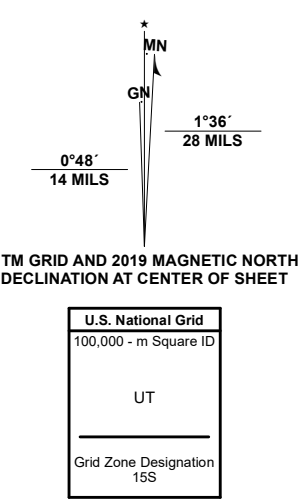 ★
MN
GN
1°36´
28 MILS
0°48´
14 MILS
TM GRID AND 2019 MAGNETIC NORTH
DECLINATION AT CENTER OF SHEET
U.S. National Grid
100,000 - m Square ID
UT
Grid Zone Designation
15S